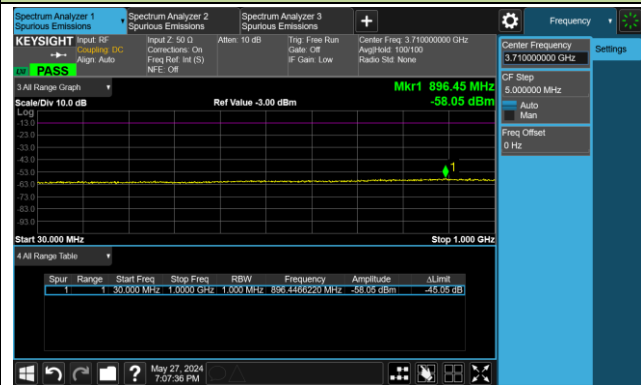 Spectrum Analyzer 1
Spurious Emissions
Spectrum Analyzer 2
Spurious Emissions
Spectrum Analyzer 3
Spurious Emissions
+
Frequency
KEYSIGHT
Input: RF
Coupling: DC
Align: Auto
Input Z: 50 Ω
Corrections: On
Freq Ref: Int (S)
NFE: Off
Atten: 10 dB
Trig: Free Run
Gate: Off
IF Gain: Low
Center Freq: 3.710000000 GHz
Avg|Hold: 100/100
Radio Std: None
PASS
Center Frequency
3.710000000 GHz
Settings
CF Step
5.000000 MHz
Auto
Man
Freq Offset
0 Hz
3 All Range Graph
Mkr1 896.45 MHz
-58.05 dBm
Scale/Div 10.0 dB
Ref Value -3.00 dBm
Log
-13.0
-23.0
-33.0
-43.0
-53.0
-63.0
-73.0
-83.0
-93.0
1
Start 30.000 MHz
Stop 1.000 GHz
4 All Range Table
Spur Range Start Freq Stop Freq RBW Frequency Amplitude ΔLimit
1 1 30.000 MHz 1.0000 GHz 1.000 MHz 896.4466220 MHz -58.05 dBm -45.05 dB
?
May 27, 2024
7:07:36 PM